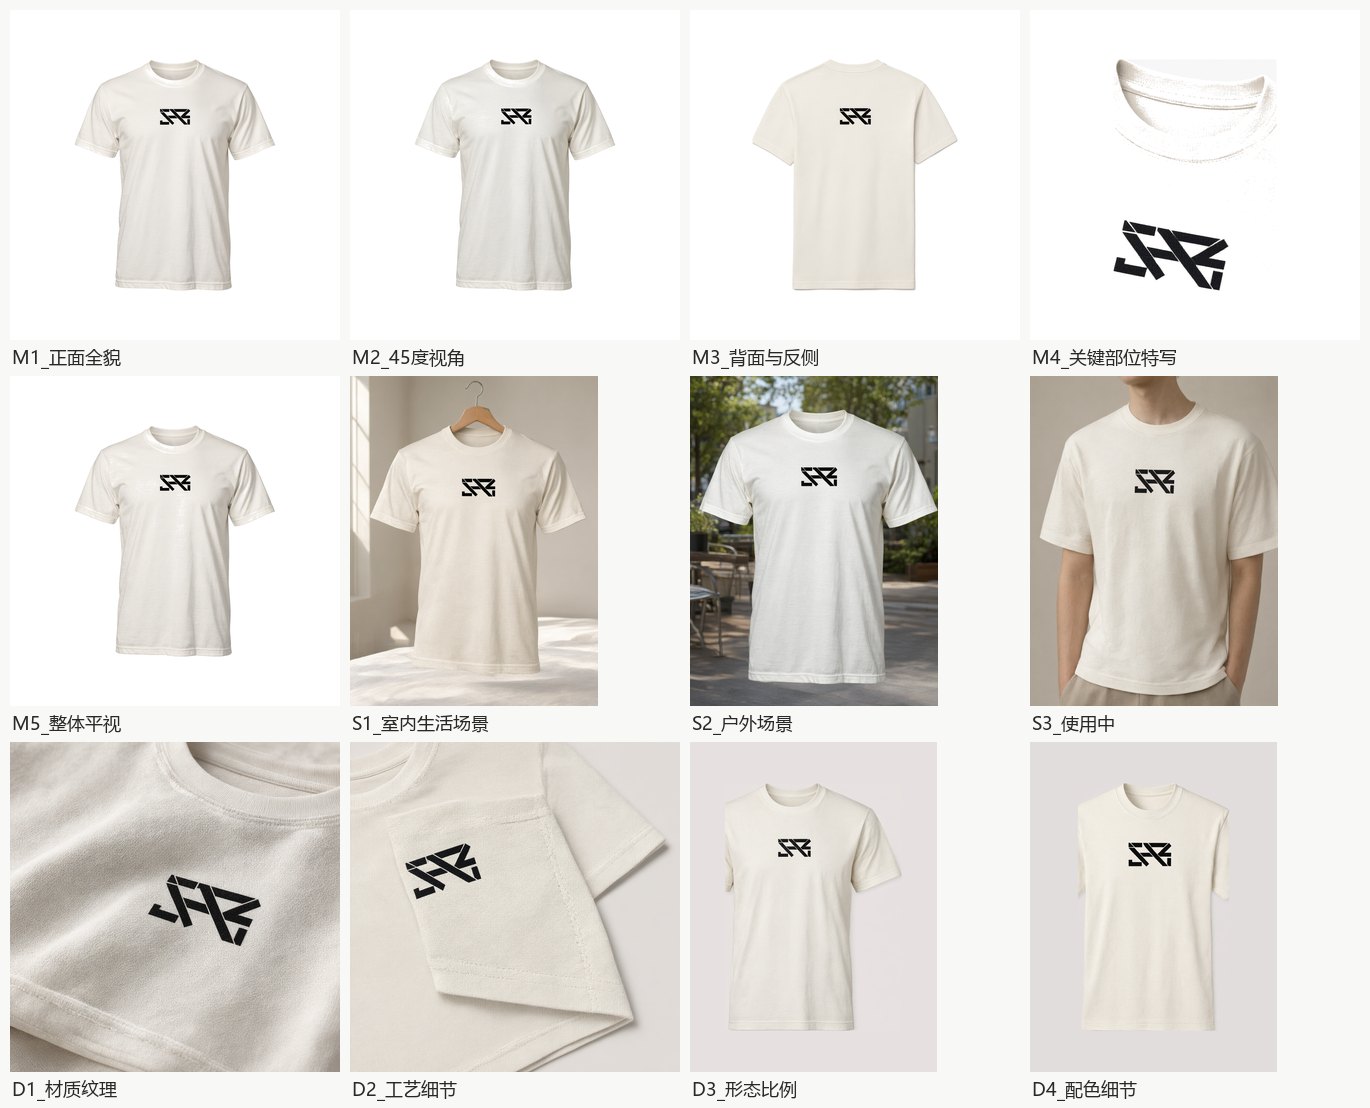 M1_正面全貌
M2_45度视角
M3_背面与反侧
M4_关键部位特写
M5_整体平视
S1_室内生活场景
S2_户外场景
S3_使用中
D1_材质纹理
D2_工艺细节
D3_形态比例
D4_配色细节